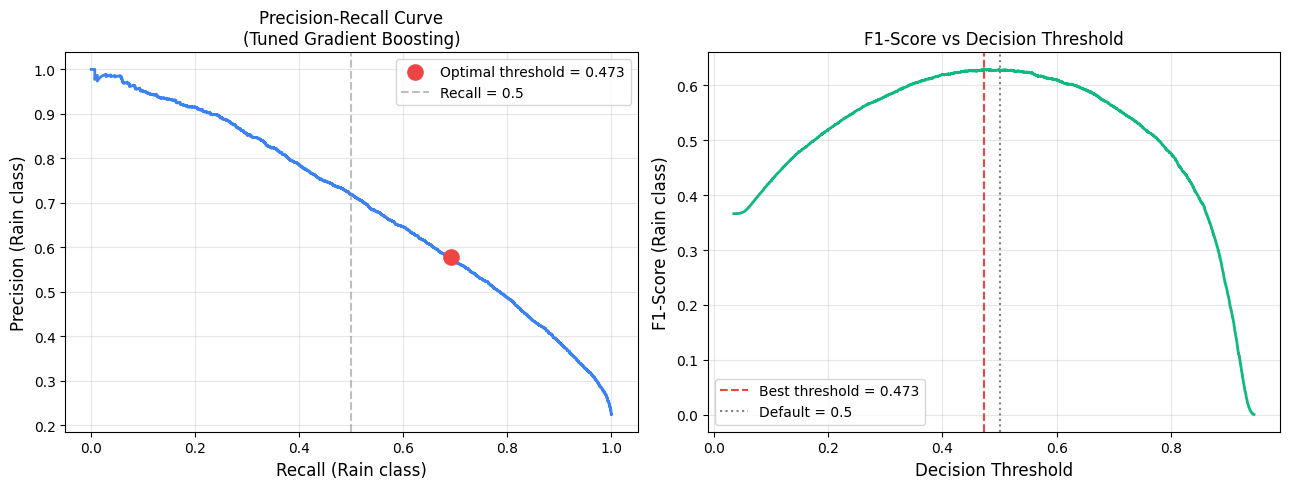 Precision-Recall Curve
(Tuned Gradient Boosting)
Precision (Rain class)
1.0
0.9
0.8
0.7
0.6
0.5
0.4
0.3
0.2
Optimal threshold = 0.473
Recall = 0.5
0.0 0.2 0.4 0.6 0.8 1.0
Recall (Rain class)
F1-Score vs Decision Threshold
F1-Score (Rain class)
0.6
0.5
0.4
0.3
0.2
0.1
0.0
Best threshold = 0.473
Default = 0.5
0.0 0.2 0.4 0.6 0.8
Decision Threshold